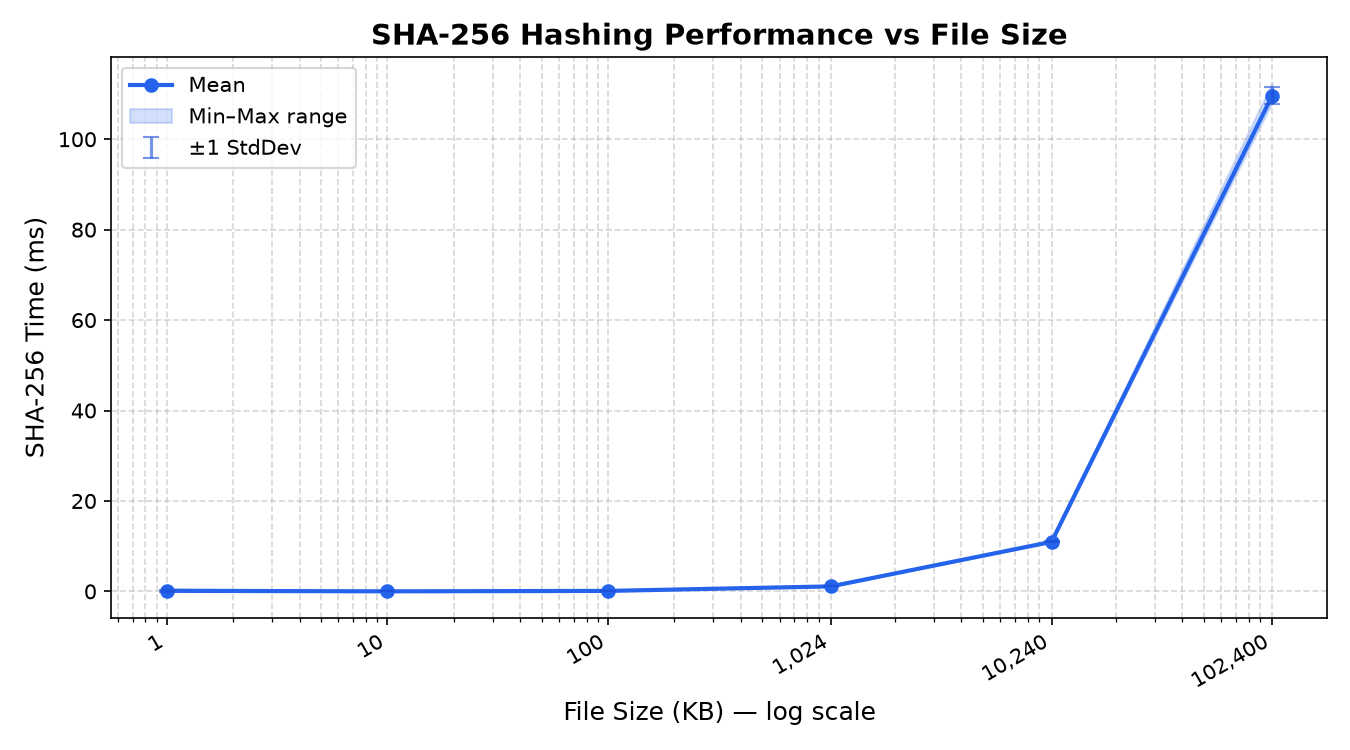 SHA-256 Hashing Performance vs File Size
Mean
Min–Max range
±1 StdDev
SHA-256 Time (ms)
100
80
60
40
20
0
1
10
100
1,024
10,240
102,400
File Size (KB) — log scale